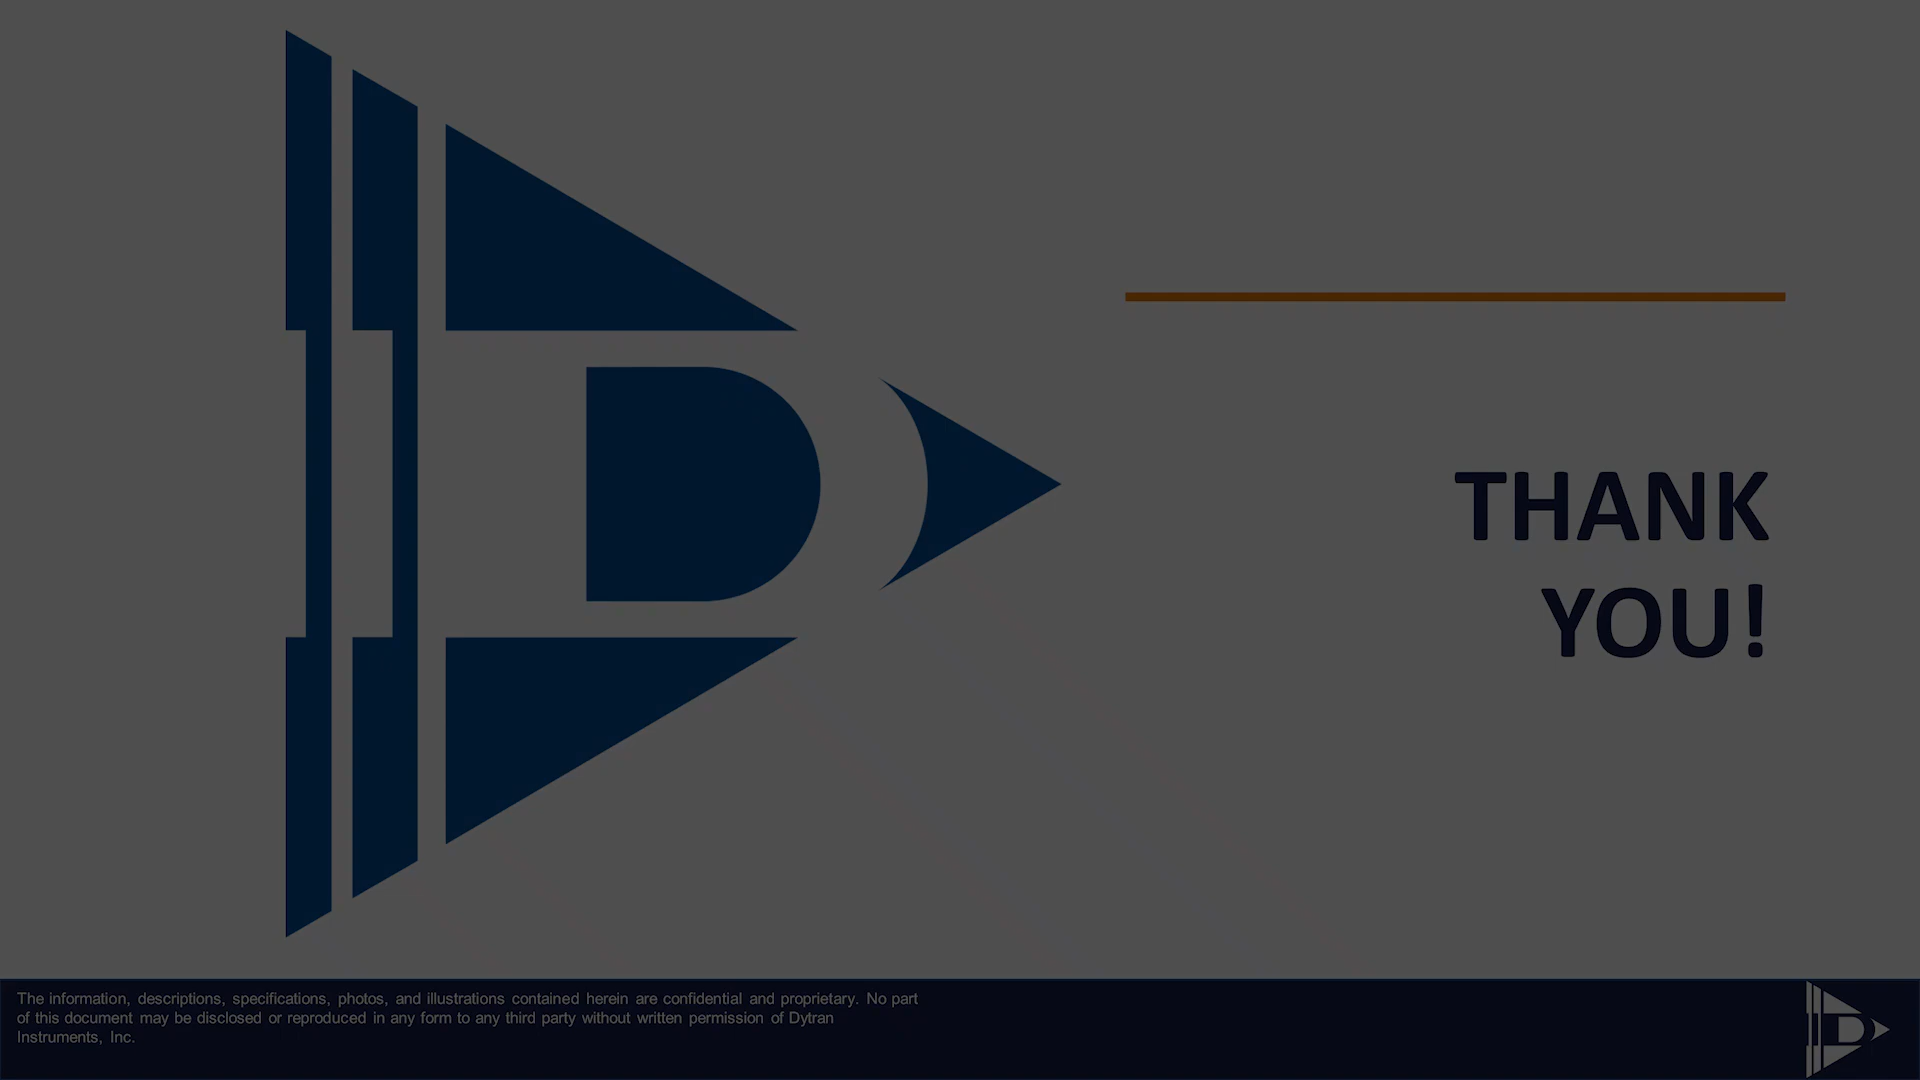 THANK
YOU!
The information, descriptions, specifications, photos, and illustrations contained herein are confidential and proprietary. No part
of this document may be disclosed or reproduced in any form to any third party without written permission of Dytran
Instruments, Inc.